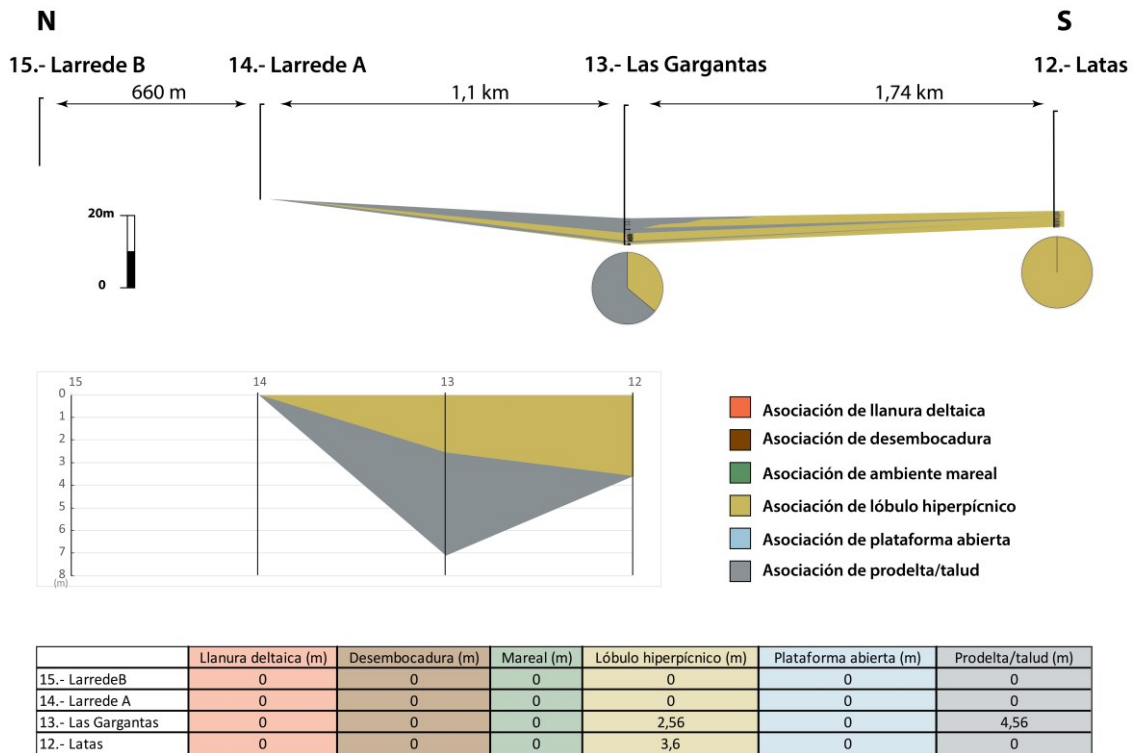 N S
15.- Larrede B 14.- Larrede A 13.- Las Gargantas 12.- Latas
660 m 1,1 km 1,74 km
20m
0
15 14 13 12
0
1
2
3
4
5
6
7
8
(m)
Asociación de llanura deltaica
Asociación de desembocadura
Asociación de ambiente mareal
Asociación de lóbulo hiperpícnico
Asociación de plataforma abierta
Asociación de prodelta/talud
Llanura deltaica (m) Desembocadura (m) Mareal (m) Lóbulo hiperpícnico (m) Plataforma abierta (m) Prodelta/talud (m)
15.- LarredeB 0 0 0 0 0 0
14.- Larrede A 0 0 0 0 0 0
13.- Las Gargantas 0 0 0 2,56 0 4,56
12.- Latas 0 0 0 3,6 0 0